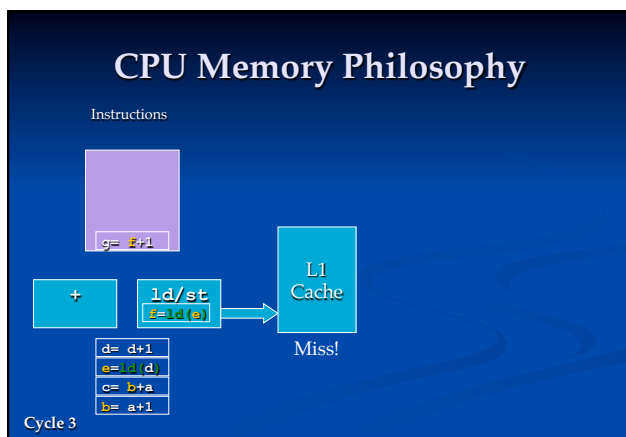 CPU Memory Philosophy
Instructions
g= f+1
+
ld/st
f=ld(e)
L1
Cache
Miss!
d= d+1
e=ld(d)
c= b+a
b= a+1
Cycle 3